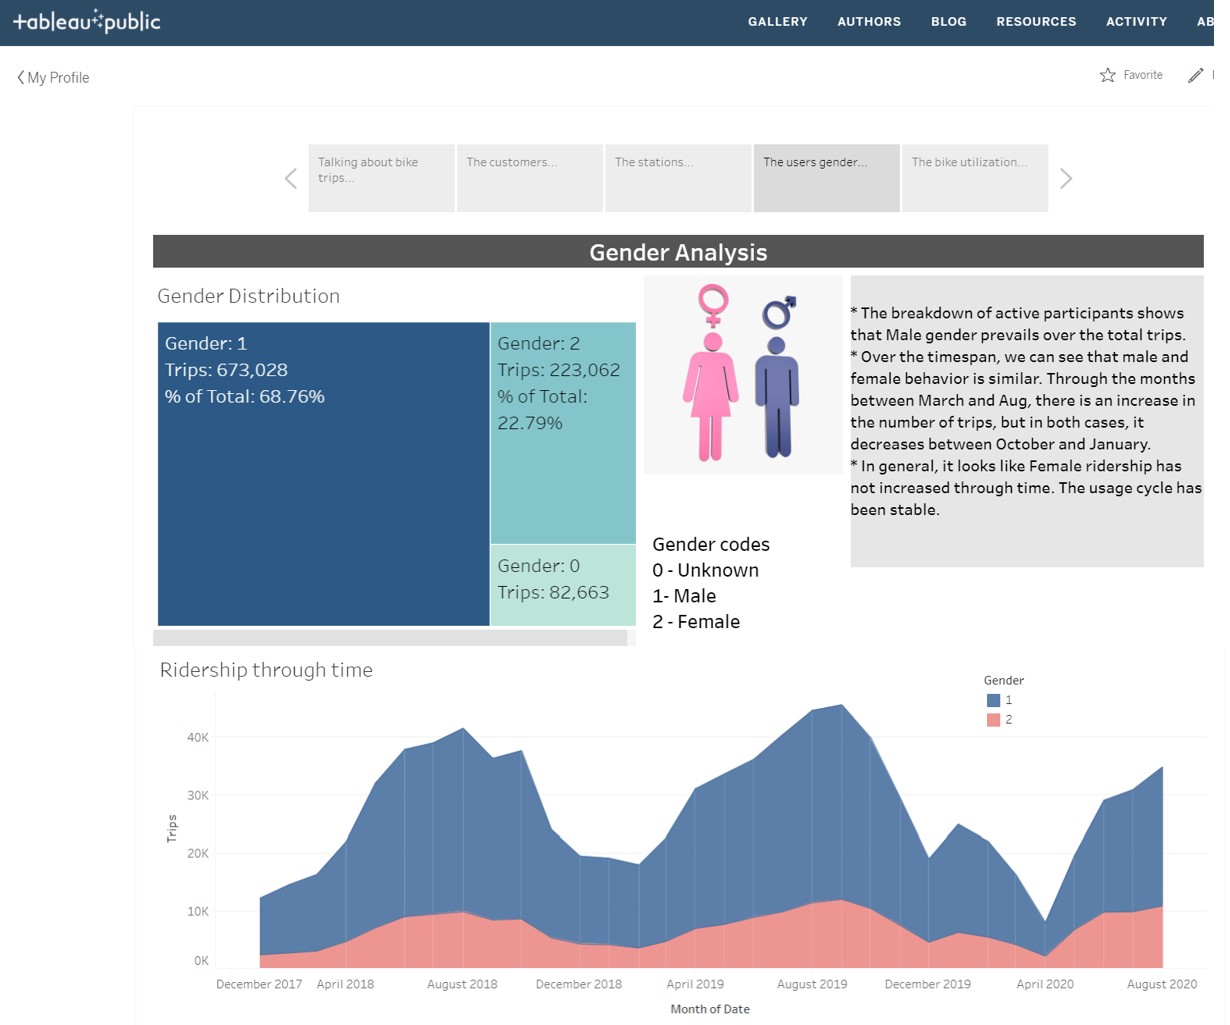 tableau public
GALLERY AUTHORS BLOG RESOURCES ACTIVITY AB
My Profile
Favorite
Talking about bike
trips...
The customers...
The stations...
The users gender...
The bike utilization...
Gender Analysis
Gender Distribution
Gender: 1
Trips: 673,028
% of Total: 68.76%
Gender: 2
Trips: 223,062
% of Total:
22.79%
Gender: 0
Trips: 82,663
Gender codes
0 - Unknown
1- Male
2 - Female
* The breakdown of active participants shows
that Male gender prevails over the total trips.
* Over the timespan, we can see that male and
female behavior is similar. Through the months
between March and Aug, there is an increase in
the number of trips, but in both cases, it
decreases between October and January.
* In general, it looks like Female ridership has
not increased through time. The usage cycle has
been stable.
Ridership through time
Gender
1
2
40K
30K
20K
10K
0K
Trips
December 2017 April 2018 August 2018 December 2018 April 2019 August 2019 December 2019 April 2020 August 2020
Month of Date